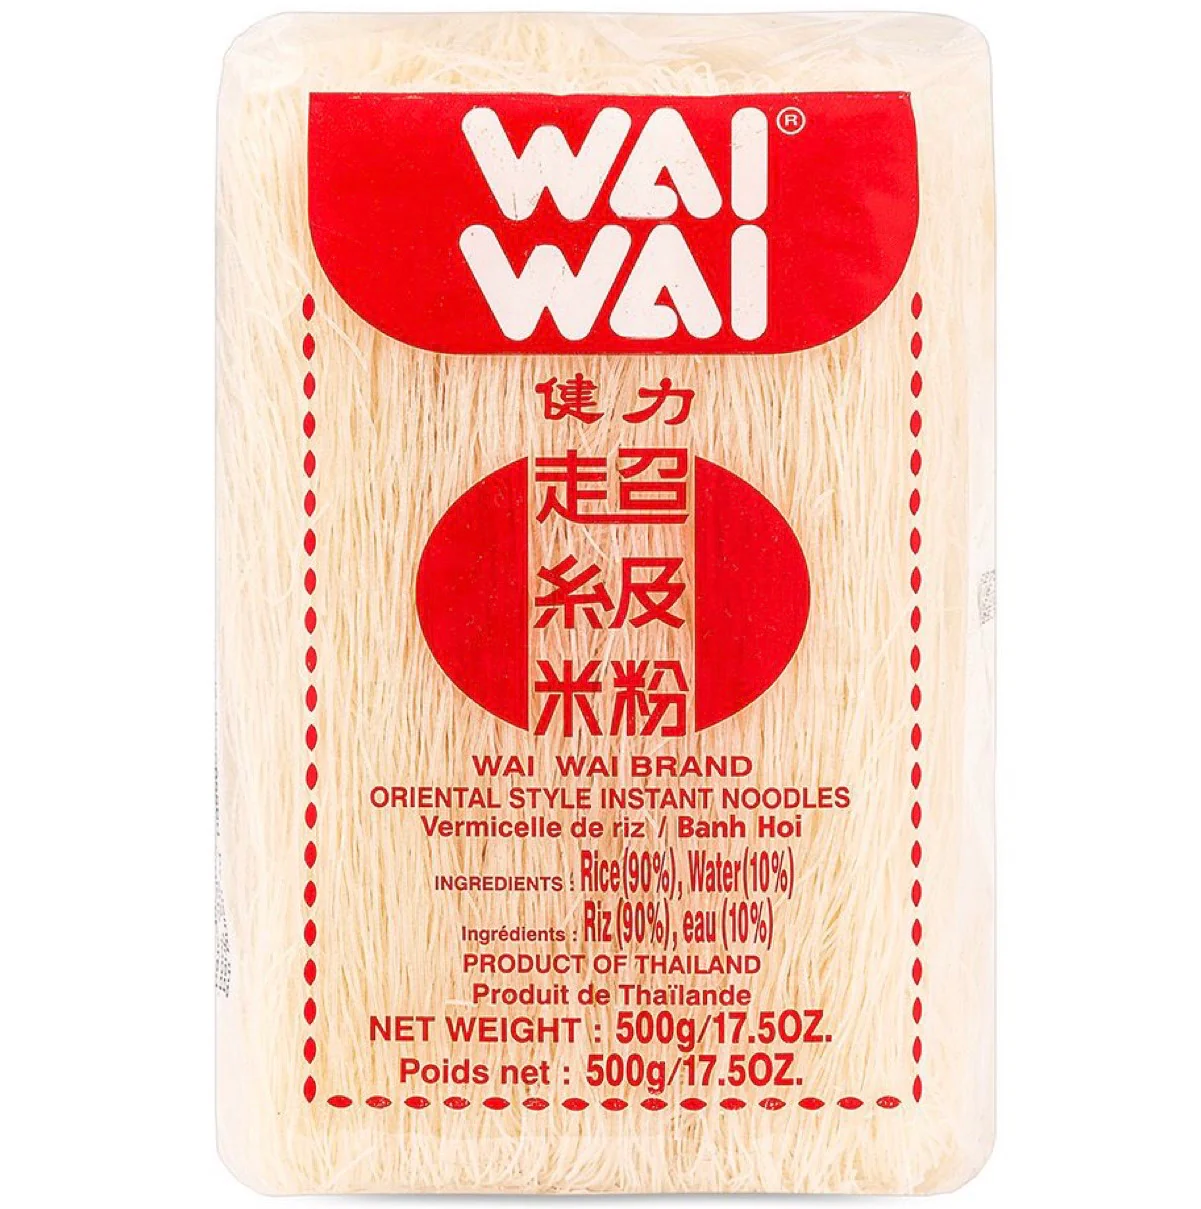 WAI®
WAI
健力
超
級
米粉
WAI WAI BRAND
ORIENTAL STYLE INSTANT NOODLES
Vermicelle de riz / Banh Hoi
INGREDIENTS : Rice (90%), Water (10%)
Ingrédients : Riz (90%), eau (10%)
PRODUCT OF THAILAND
Produit de Thaïlande
NET WEIGHT : 500g/17.5OZ.
Poids net : 500g/17.5OZ.